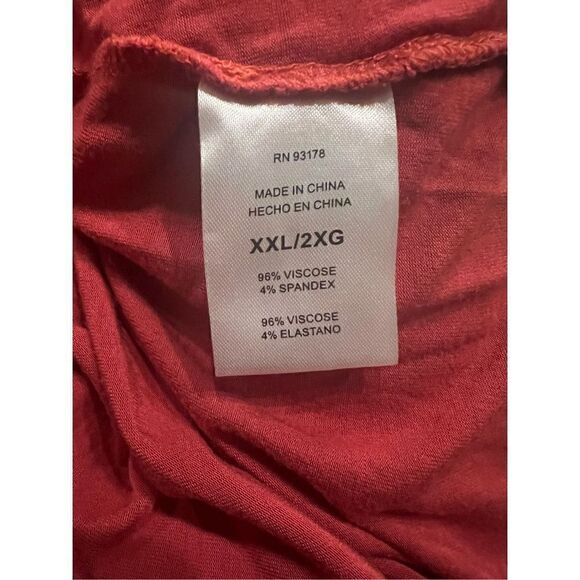 RN 93178
MADE IN CHINA
HECHO EN CHINA
XXL/2XG
96% VISCOSE
4% SPANDEX
96% VISCOSE
4% ELASTANO